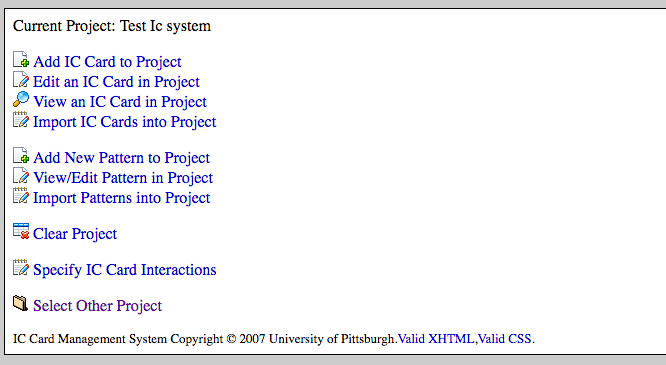 Current Project: Test Ic system
Add IC Card to Project
Edit an IC Card in Project
View an IC Card in Project
Import IC Cards into Project
Add New Pattern to Project
View/Edit Pattern in Project
Import Patterns into Project
Clear Project
Specify IC Card Interactions
Select Other Project
IC Card Management System Copyright © 2007 University of Pittsburgh.Valid XHTML,Valid CSS.